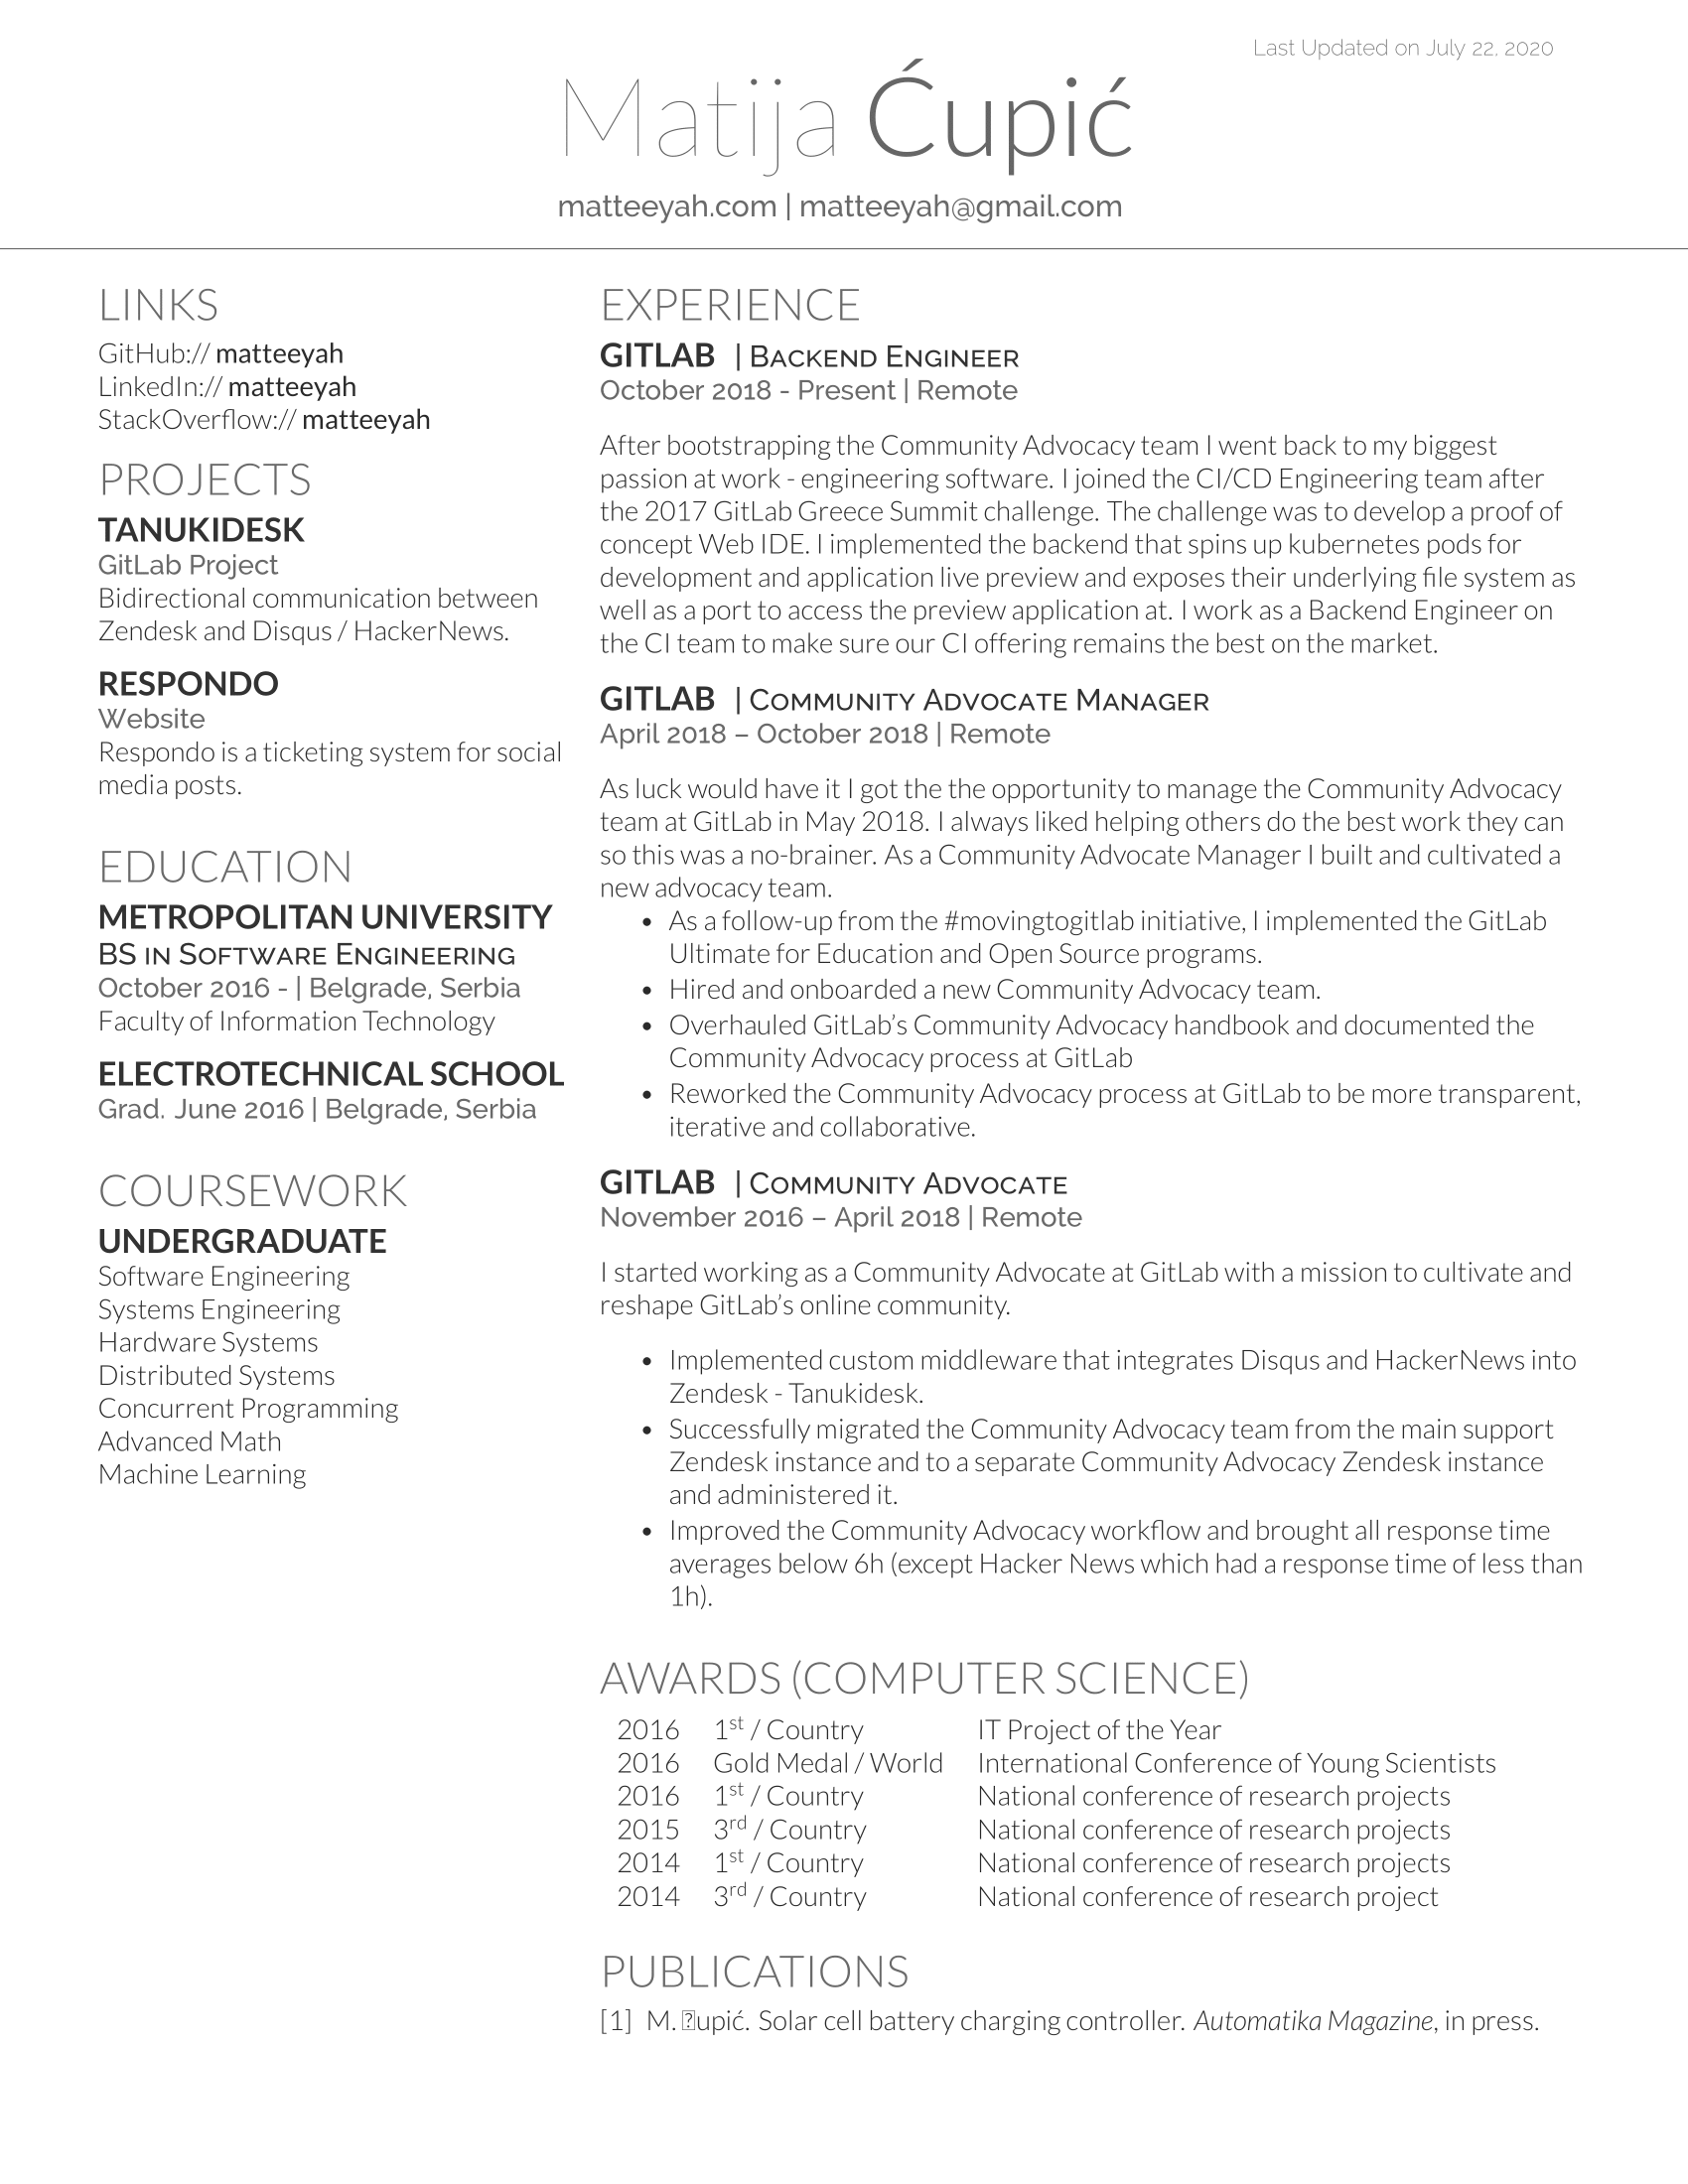 Last Updated on July 22, 2020
Matija Ćupić
matteeyah.com | matteeyah@gmail.com
LINKS
GitHub:// matteeyah
LinkedIn:// matteeyah
StackOverflow:// matteeyah
PROJECTS
TANUKIDESK
GitLab Project
Bidirectional communication between
Zendesk and Disqus / HackerNews.
RESPONDO
Website
Respondo is a ticketing system for social
media posts.
EDUCATION
METROPOLITAN UNIVERSITY
BS in Software Engineering
October 2016 - | Belgrade, Serbia
Faculty of Information Technology
ELECTROTECHNICAL SCHOOL
Grad. June 2016 | Belgrade, Serbia
COURSEWORK
UNDERGRADUATE
Software Engineering
Systems Engineering
Hardware Systems
Distributed Systems
Concurrent Programming
Advanced Math
Machine Learning
EXPERIENCE
GITLAB | Backend Engineer
October 2018 - Present | Remote
After bootstrapping the Community Advocacy team I went back to my biggest
passion at work - engineering software. I joined the CI/CD Engineering team after
the 2017 GitLab Greece Summit challenge. The challenge was to develop a proof of
concept Web IDE. I implemented the backend that spins up kubernetes pods for
development and application live preview and exposes their underlying file system as
well as a port to access the preview application at. I work as a Backend Engineer on
the CI team to make sure our CI offering remains the best on the market.
GITLAB | Community Advocate Manager
April 2018 – October 2018 | Remote
As luck would have it I got the the opportunity to manage the Community Advocacy
team at GitLab in May 2018. I always liked helping others do the best work they can
so this was a no-brainer. As a Community Advocate Manager I built and cultivated a
new advocacy team.
• As a follow-up from the #movingtogitlab initiative, I implemented the GitLab
Ultimate for Education and Open Source programs.
• Hired and onboarded a new Community Advocacy team.
• Overhauled GitLab's Community Advocacy handbook and documented the
Community Advocacy process at GitLab
• Reworked the Community Advocacy process at GitLab to be more transparent,
iterative and collaborative.
GITLAB | Community Advocate
November 2016 – April 2018 | Remote
I started working as a Community Advocate at GitLab with a mission to cultivate and
reshape GitLab's online community.
• Implemented custom middleware that integrates Disqus and HackerNews into
Zendesk - Tanukidesk.
• Successfully migrated the Community Advocacy team from the main support
Zendesk instance and to a separate Community Advocacy Zendesk instance
and administered it.
• Improved the Community Advocacy workflow and brought all response time
averages below 6h (except Hacker News which had a response time of less than
1h).
AWARDS (COMPUTER SCIENCE)
2016 1st / Country IT Project of the Year
2016 Gold Medal / World International Conference of Young Scientists
2016 1st / Country National conference of research projects
2015 3rd / Country National conference of research projects
2014 1st / Country National conference of research projects
2014 3rd / Country National conference of research project
PUBLICATIONS
[1] M. ⍰upić. Solar cell battery charging controller. Automatika Magazine, in press.